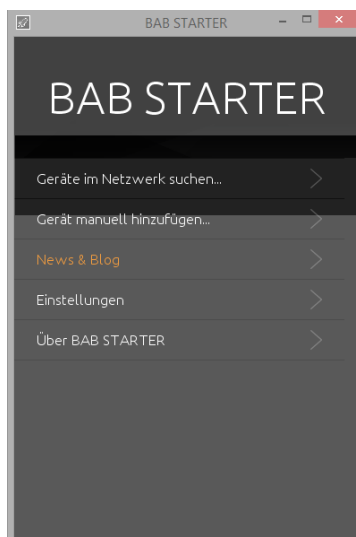 BAB STARTER
BAB STARTER
Geräte im Netzwerk suchen...
Gerät manuell hinzufügen...
News & Blog
Einstellungen
Über BAB STARTER